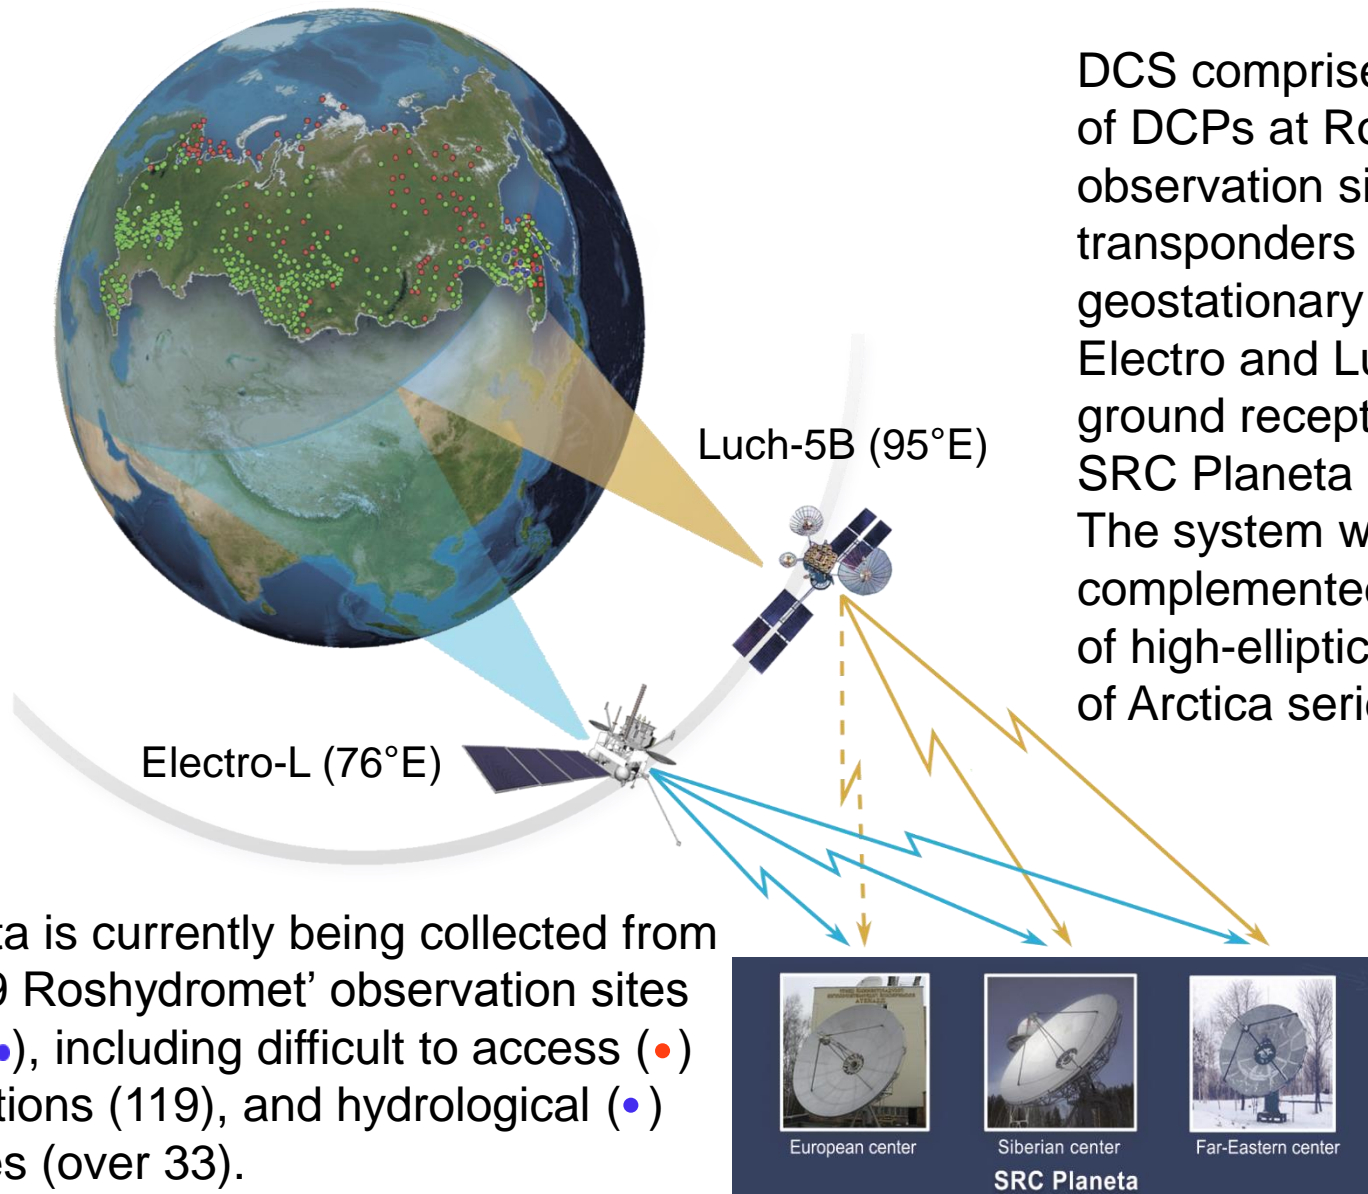 DCS comprise
of DCPs at Ro
observation si
transponders
geostationary
Electro and Lu
ground recept
SRC Planeta
The system w
complemented
of high-elliptic
of Arctica seri
Luch-5B (95°E)
Electro-L (76°E)
ta is currently being collected from
9 Roshydromet’ observation sites
•), including difficult to access (•)
tions (119), and hydrological (•)
es (over 33).
European center
Siberian center
Far-Eastern center
SRC Planeta